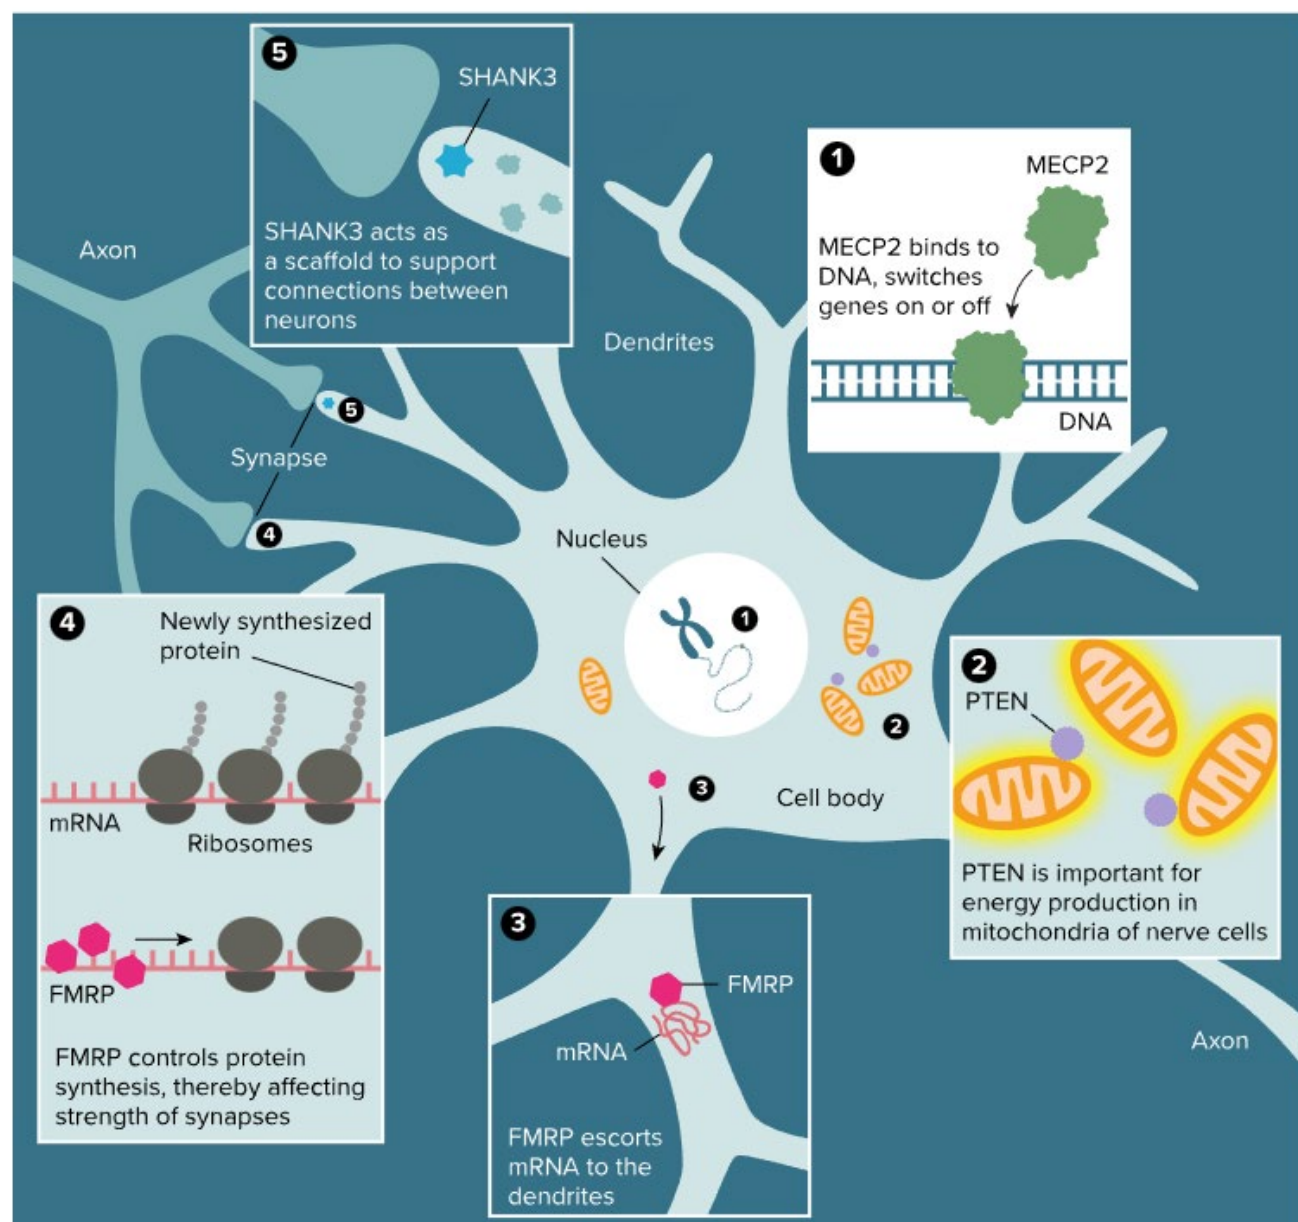 5
SHANK3
SHANK3 acts as
a scaffold to support
connections between
neurons
1
MECP2
MECP2 binds to
DNA, switches
genes on or off
DNA
Axon
Dendrites
5
Synapse
4
Nucleus
1
2
3
Cell body
4
Newly synthesized
protein
mRNA
Ribosomes
FMRP
FMRP controls protein
synthesis, thereby affecting
strength of synapses
2
PTEN
PTEN is important for
energy production in
mitochondria of nerve cells
3
FMRP
mRNA
FMRP escorts
mRNA to the
dendrites
Axon